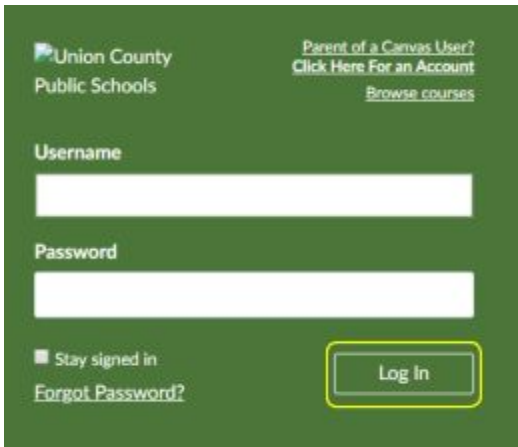 Union County
Public Schools
Parent of a Canvas User?
Click Here For an Account
Browse courses
Username
Password
Stay signed in
Forgot Password?
Log In